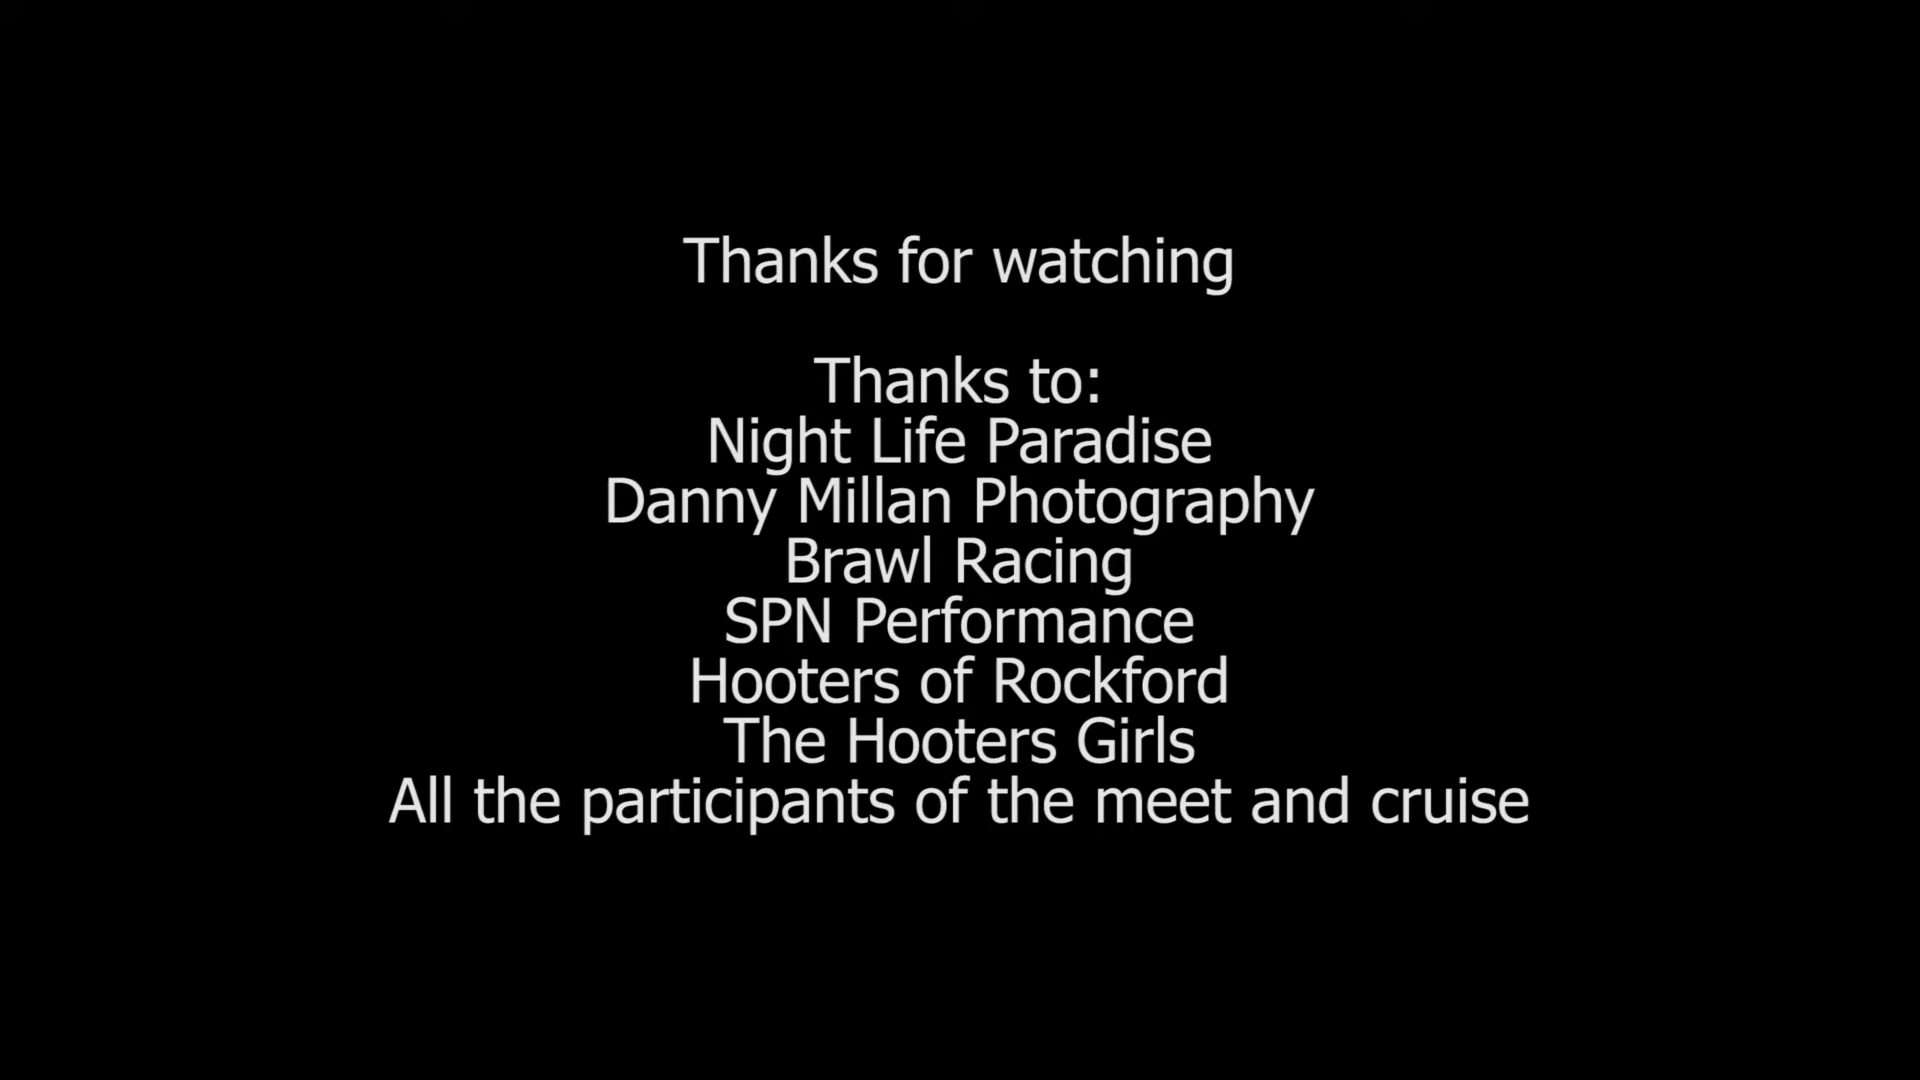 Thanks for watching
Thanks to:
Night Life Paradise
Danny Millan Photography
Brawl Racing
SPN Performance
Hooters of Rockford
The Hooters Girls
All the participants of the meet and cruise